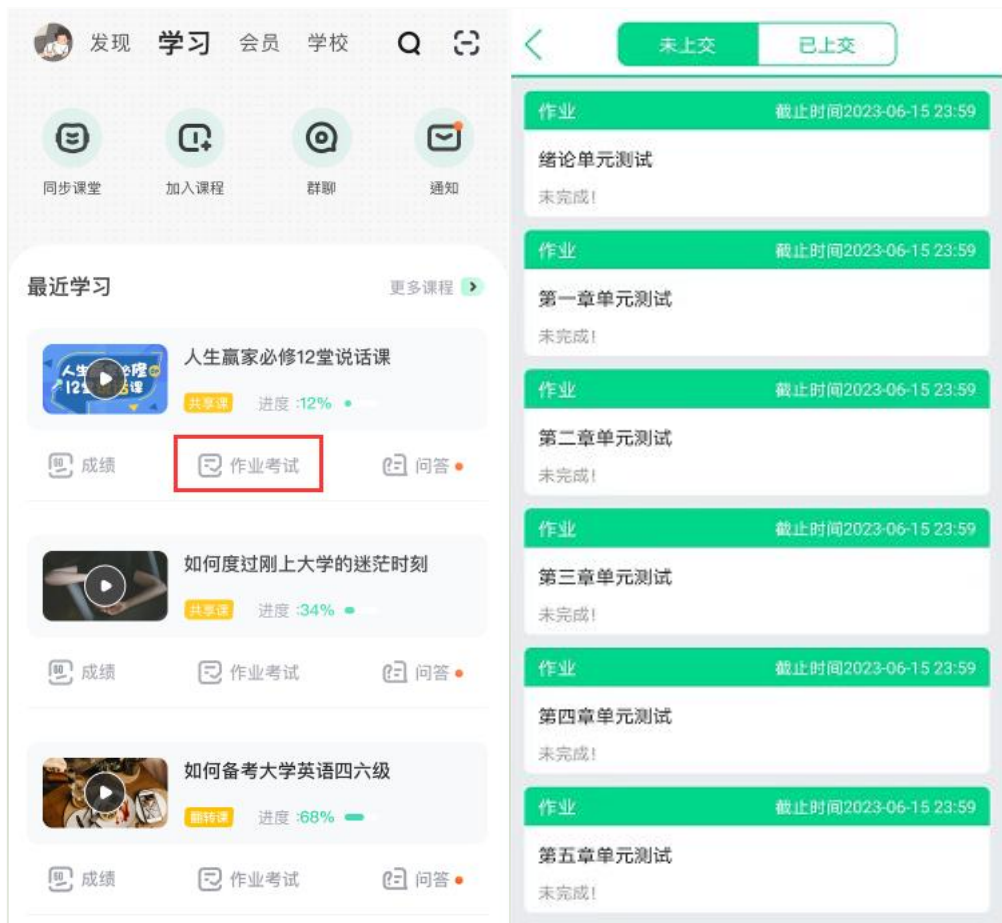 发现 学习 会员 学校
同步课堂 加入课程 群聊 通知
最近学习 更多课程
人生赢家必修12堂说话课
共享课 进度:12%
成绩 作业考试 问答
如何度过刚上大学的迷茫时刻
共享课 进度:34%
成绩 作业考试 问答
如何备考大学英语四六级
翻转课 进度:68%
成绩 作业考试 问答
未上交 已上交
作业 截止时间2023-06-15 23:59
绪论单元测试
未完成!
作业 截止时间2023-06-15 23:59
第一章单元测试
未完成!
作业 截止时间2023-06-15 23:59
第二章单元测试
未完成!
作业 截止时间2023-06-15 23:59
第三章单元测试
未完成!
作业 截止时间2023-06-15 23:59
第四章单元测试
未完成!
作业 截止时间2023-06-15 23:59
第五章单元测试
未完成!